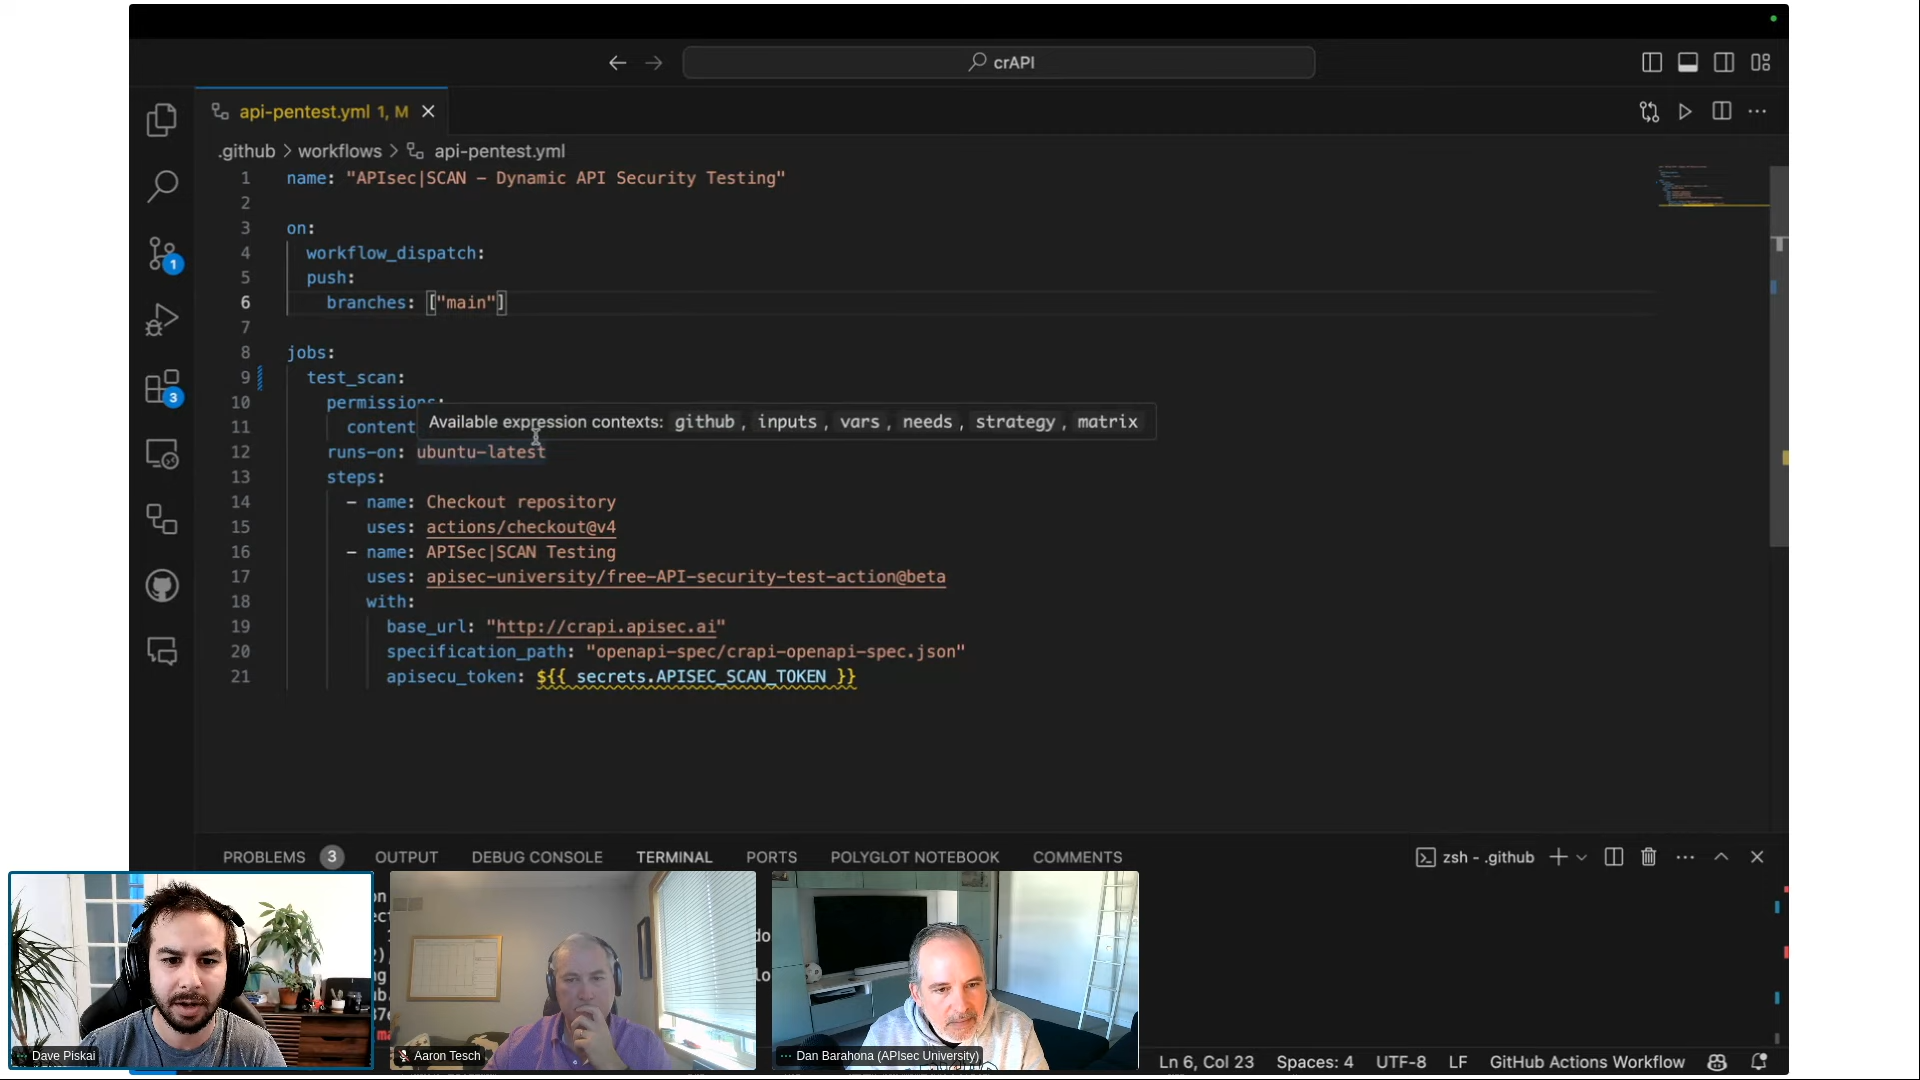 crAPI
api-pentest.yml 1, M
.github > workflows > api-pentest.yml
1 name: "APIsec|SCAN - Dynamic API Security Testing"
2
3 on:
4 workflow_dispatch:
5 push:
6 branches: ["main"]
7
8 jobs:
9 test_scan:
10 permissions:
Available expression contexts: github, inputs, vars, needs, strategy, matrix
11 content
12 runs-on: ubuntu-latest
13 steps:
14 - name: Checkout repository
15 uses: actions/checkout@v4
16 - name: APISec|SCAN Testing
17 uses: apisec-university/free-API-security-test-action@beta
18 with:
19 base_url: "http://crapi.apisec.ai"
20 specification_path: "openapi-spec/crapi-openapi-spec.json"
21 apisecu_token: ${{ secrets.APISEC_SCAN_TOKEN }}
1
3
PROBLEMS 3 OUTPUT DEBUG CONSOLE TERMINAL PORTS POLYGLOT NOTEBOOK COMMENTS
zsh - .github
Dave Piskai
Aaron Tesch
Dan Barahona (APIsec University)
Ln 6, Col 23 Spaces: 4 UTF-8 LF GitHub Actions Workflow